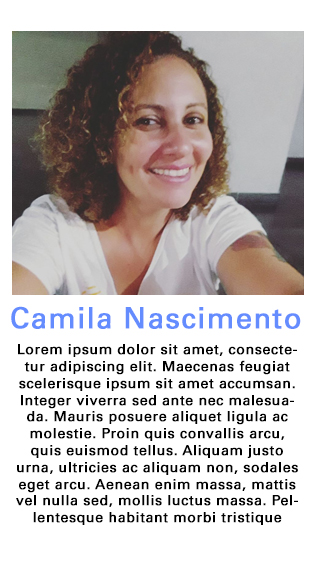 Camila Nascimento
Lorem ipsum dolor sit amet, consecte-
tur adipiscing elit. Maecenas feugiat
scelerisque ipsum sit amet accumsan.
Integer viverra sed ante nec malesua-
da. Mauris posuere aliquet ligula ac
molestie. Proin quis convallis arcu,
quis euismod tellus. Aliquam justo
urna, ultricies ac aliquam non, sodales
eget arcu. Aenean enim massa, mattis
vel nulla sed, mollis luctus massa. Pel-
lentesque habitant morbi tristique